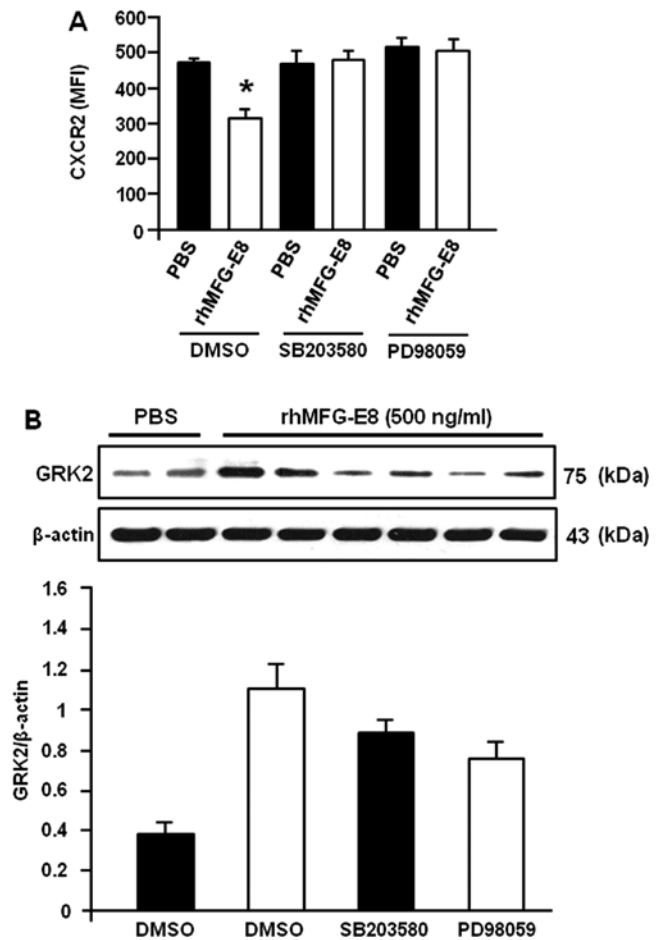 A
CXCR2 (MFI)
600
500
400
300
200
100
0
*
PBS rhMFG-E8 PBS rhMFG-E8 PBS rhMFG-E8
DMSO SB203580 PD98059
B
PBS rhMFG-E8 (500 ng/ml)
GRK2 75 (kDa)
β-actin 43 (kDa)
GRK2/β-actin
1.6
1.4
1.2
1
0.8
0.6
0.4
0.2
0
DMSO DMSO SB203580 PD98059